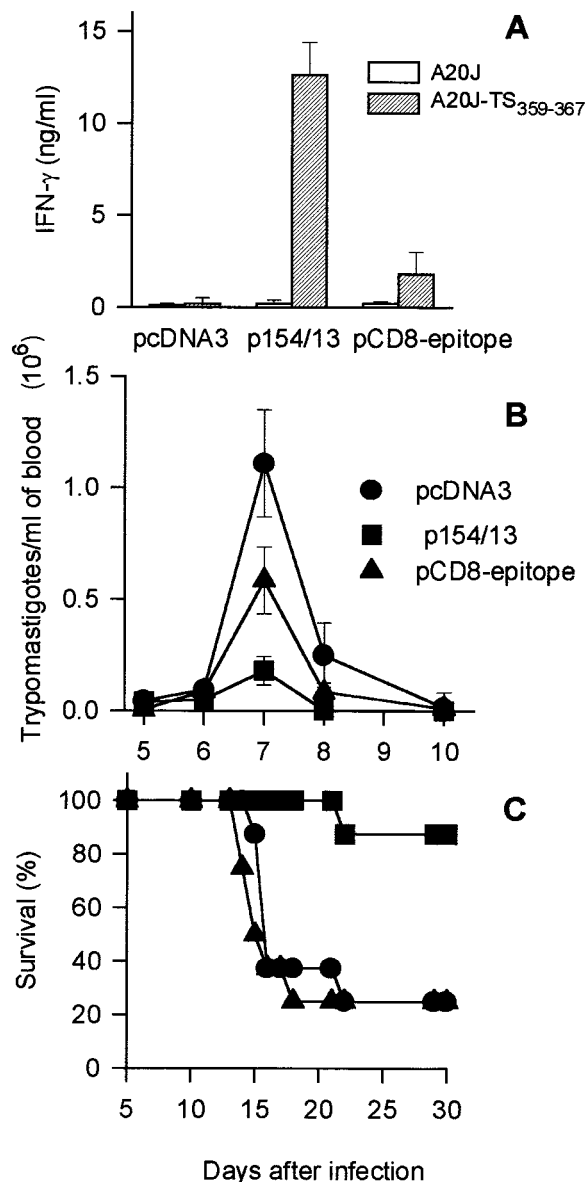 A
15
10
5
0
IFN-γ (ng/ml)
A20J
A20J-TS359-367
pcDNA3 p154/13 pCD8-epitope
B
Trypomastigotes/ml of blood (10⁶)
1.5
1.0
0.5
0.0
pcDNA3
p154/13
pCD8-epitope
5 6 7 8 9 10
C
Survival (%)
100
80
60
40
20
0
5 10 15 21 25 30
Days after infection